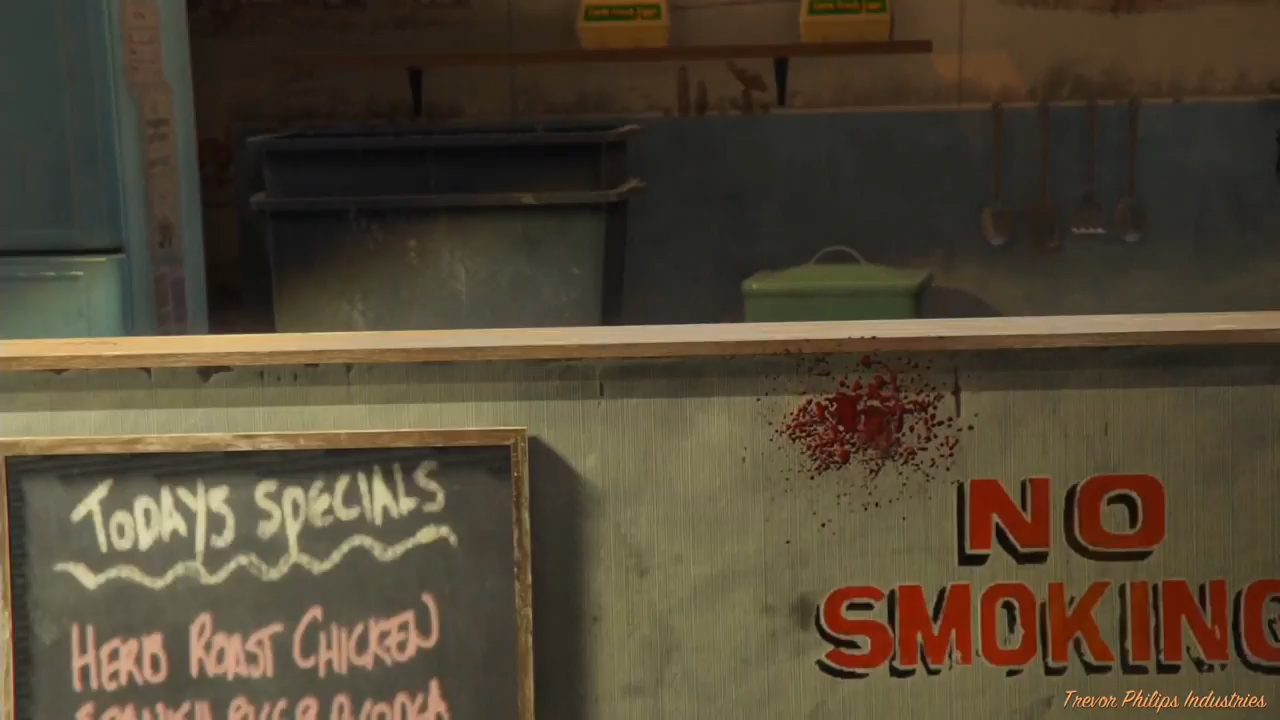 TODAYS SPECIALS
HERB ROAST CHICKEN
NO
SMOKING
Trevor Philips Industries